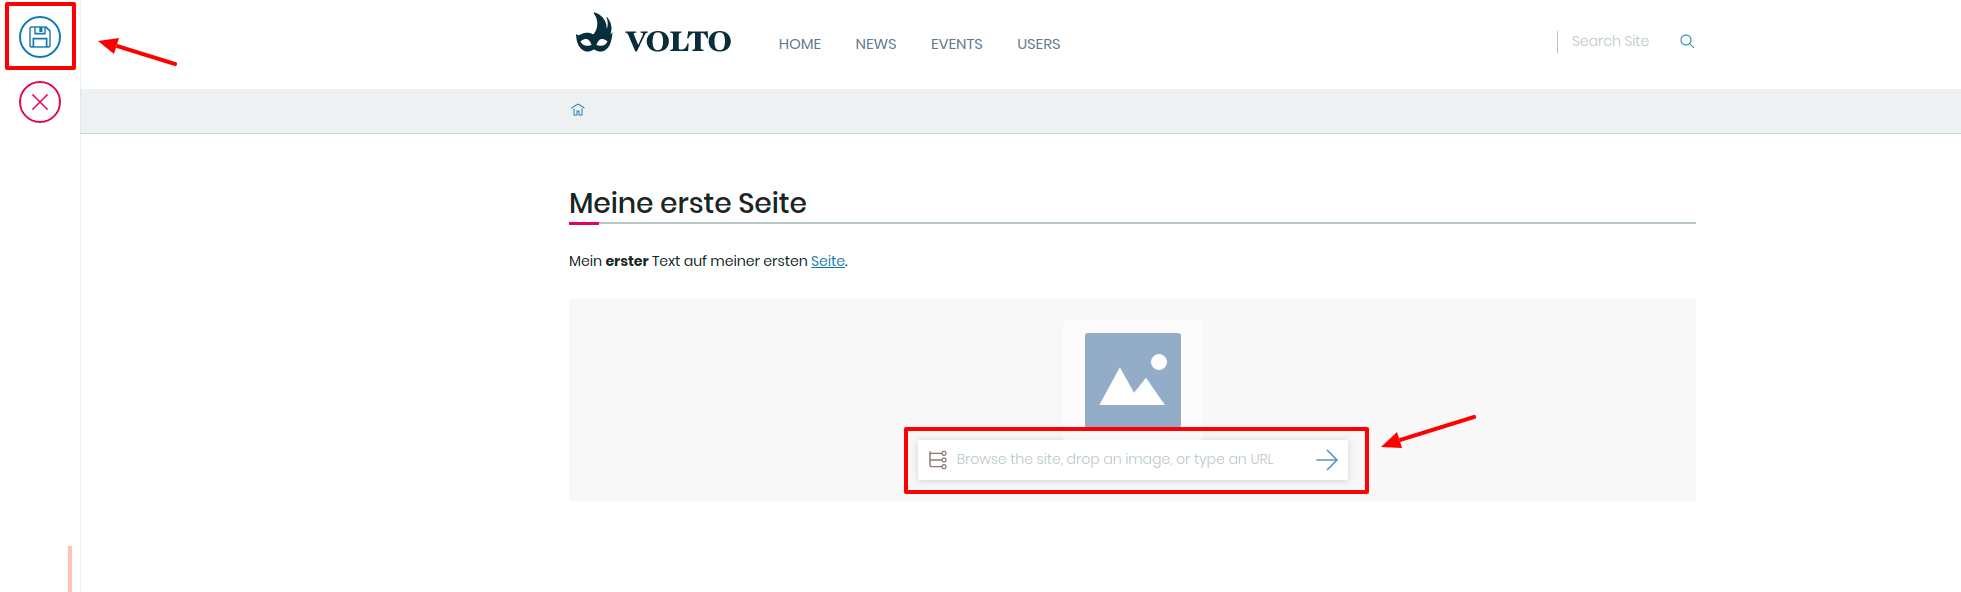 VOLTO
HOME NEWS EVENTS USERS
Search Site
Meine erste Seite
Mein erster Text auf meiner ersten Seite.
Browse the site, drop an image, or type an URL